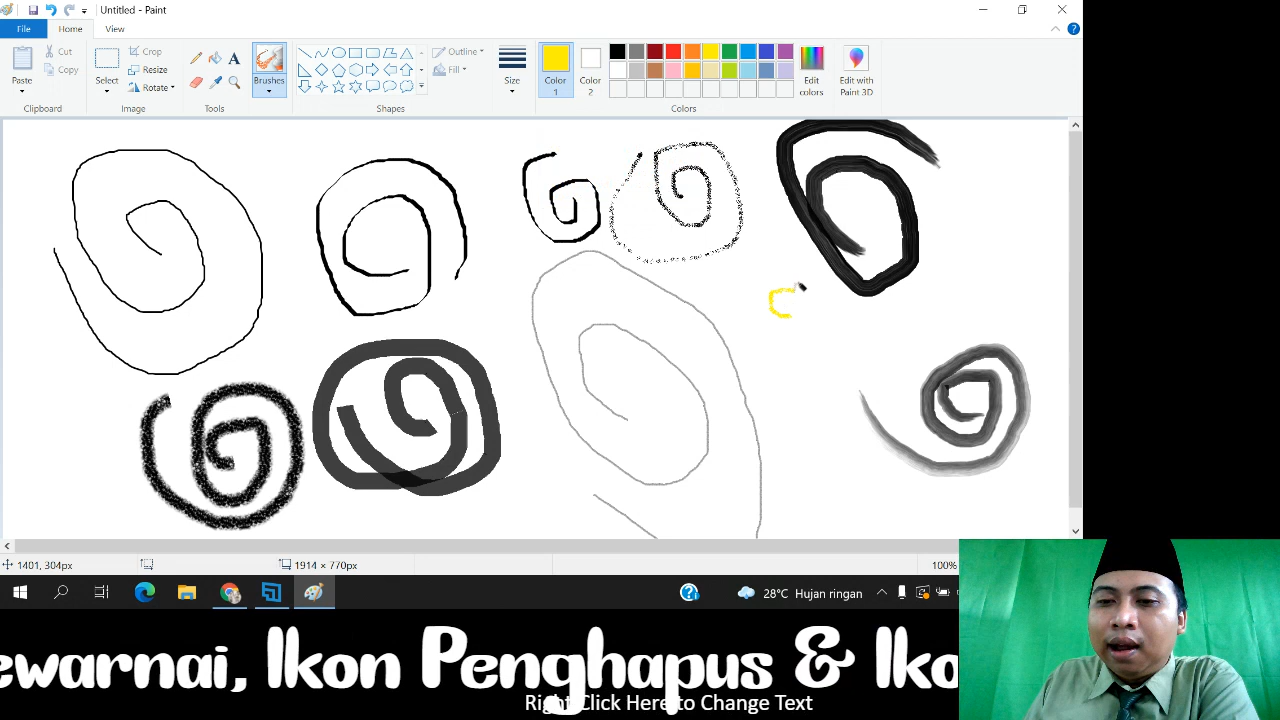 Untitled - Paint
File Home View
Paste Cut Copy
Clipboard
Select Crop Resize Rotate
Image
Tools
Brushes
Shapes
Outline Fill
Size
Color 1 Color 2
Colors
Edit colors
Edit with Paint 3D
1401, 304px 1914 × 770px 100%
28°C Hujan ringan
ewarnai, Ikon Penghapus & Iko
Right Click Here to Change Text